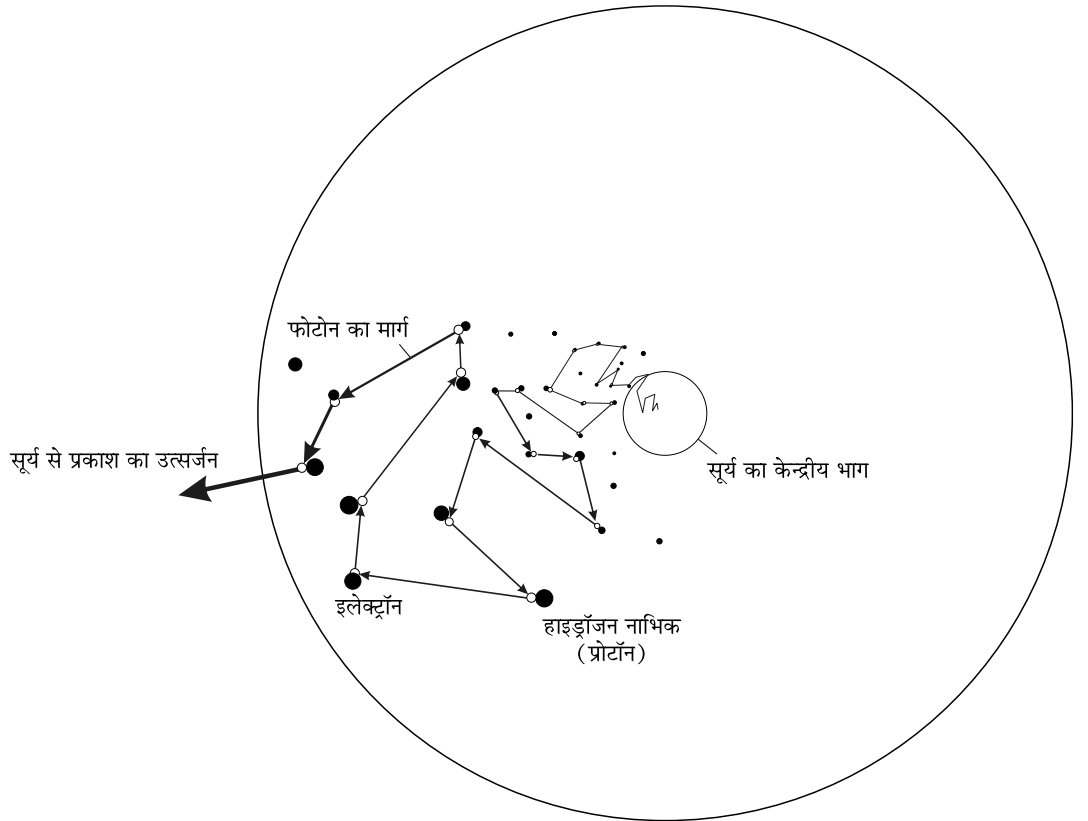 फोटोन का मार्ग
सूर्य से प्रकाश का उत्सर्जन
सूर्य का केन्द्रीय भाग
इलेक्ट्रॉन
हाइड्रॉजन नाभिक
(प्रोटॉन)